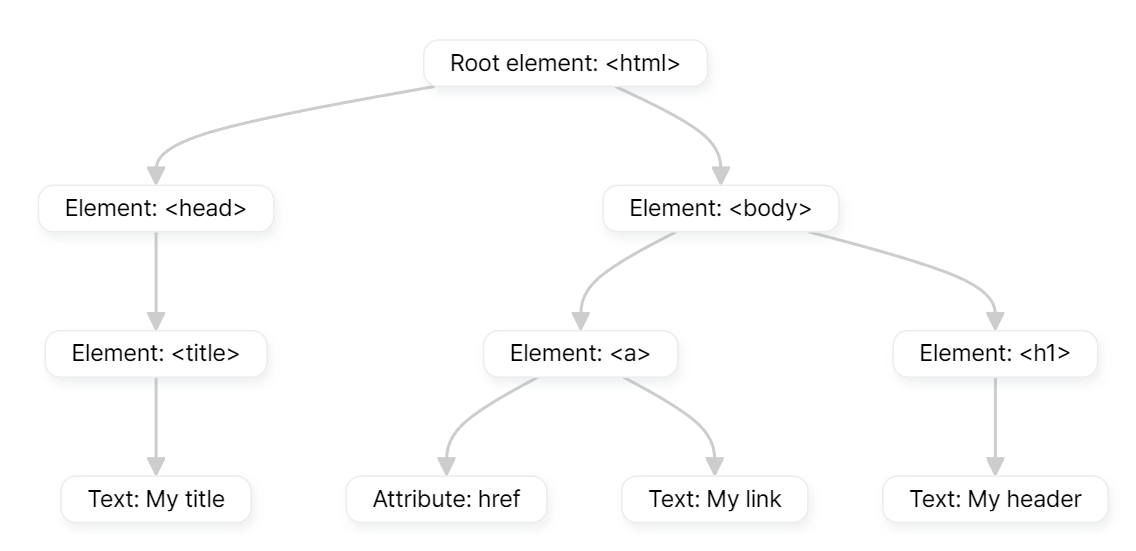 Root element: <html>
Element: <head>
Element: <body>
Element: <title>
Element: <a>
Element: <h1>
Text: My title
Attribute: href
Text: My link
Text: My header